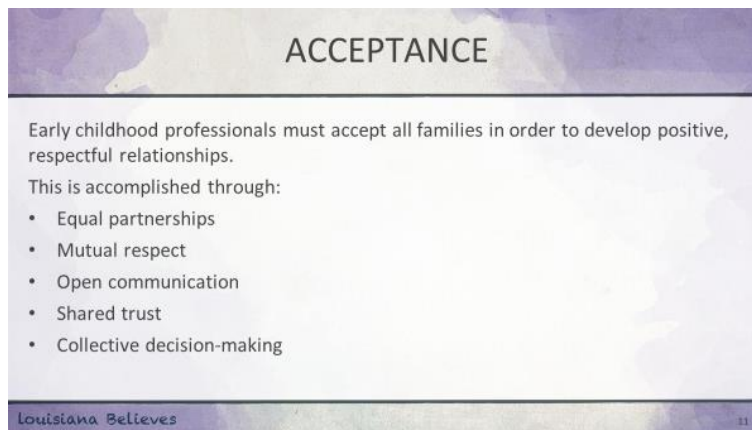 ACCEPTANCE
Early childhood professionals must accept all families in order to develop positive,
respectful relationships.
This is accomplished through:
• Equal partnerships
• Mutual respect
• Open communication
• Shared trust
• Collective decision-making
Louisiana Believes
11